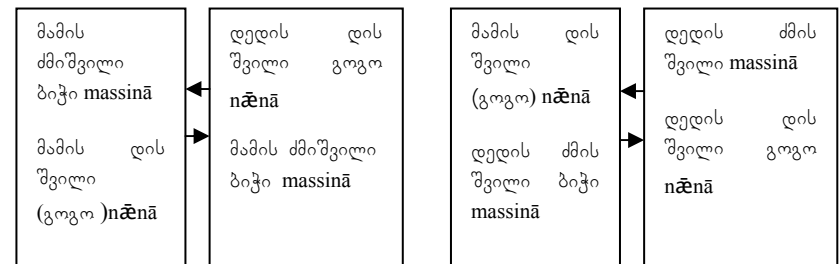 მამის
ძმიშვილი
ბიჭი massinā
მამის დის
შვილი
(გოგო )nǣnā
დედის დის
შვილი გოგო
nǣnā
მამის ძმიშვილი
ბიჭი massinā
მამის დის
შვილი
(გოგო) nǣnā
დედის ძმის
შვილი ბიჭი
massinā
დედის ძმის
შვილი massinā
დედის დის
შვილი გოგო
nǣnā